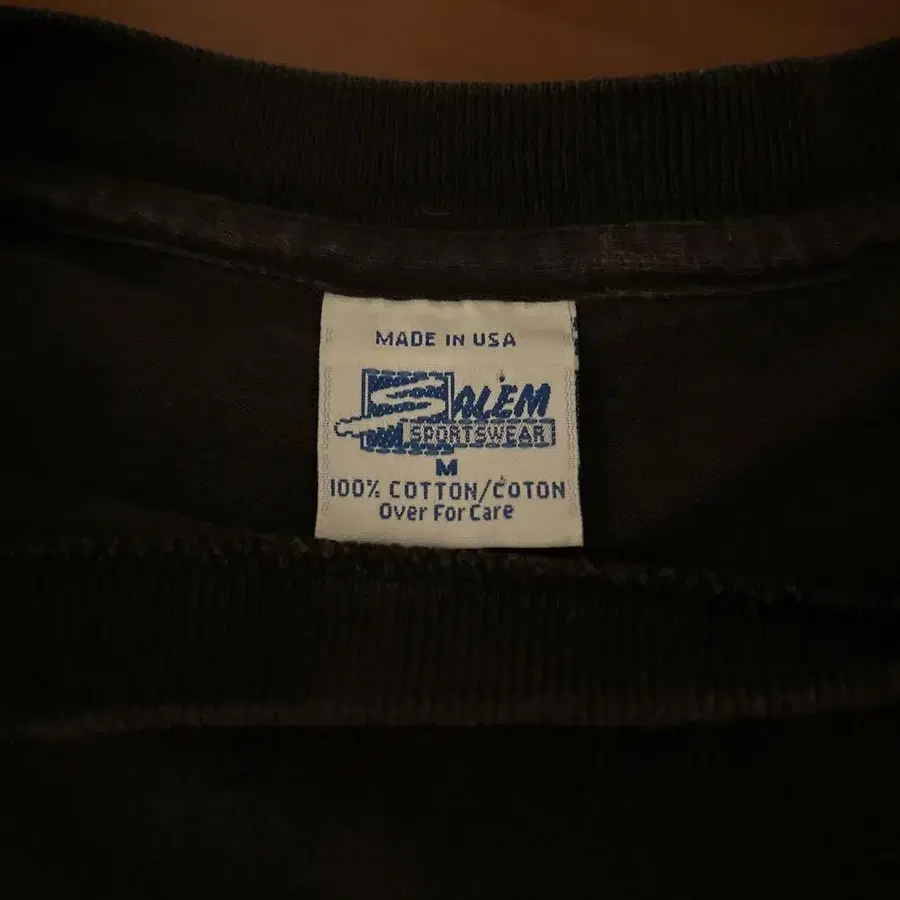 MADE IN USA
SALEM
SPORTSWEAR
M
100% COTTON/COTON
Over For Care